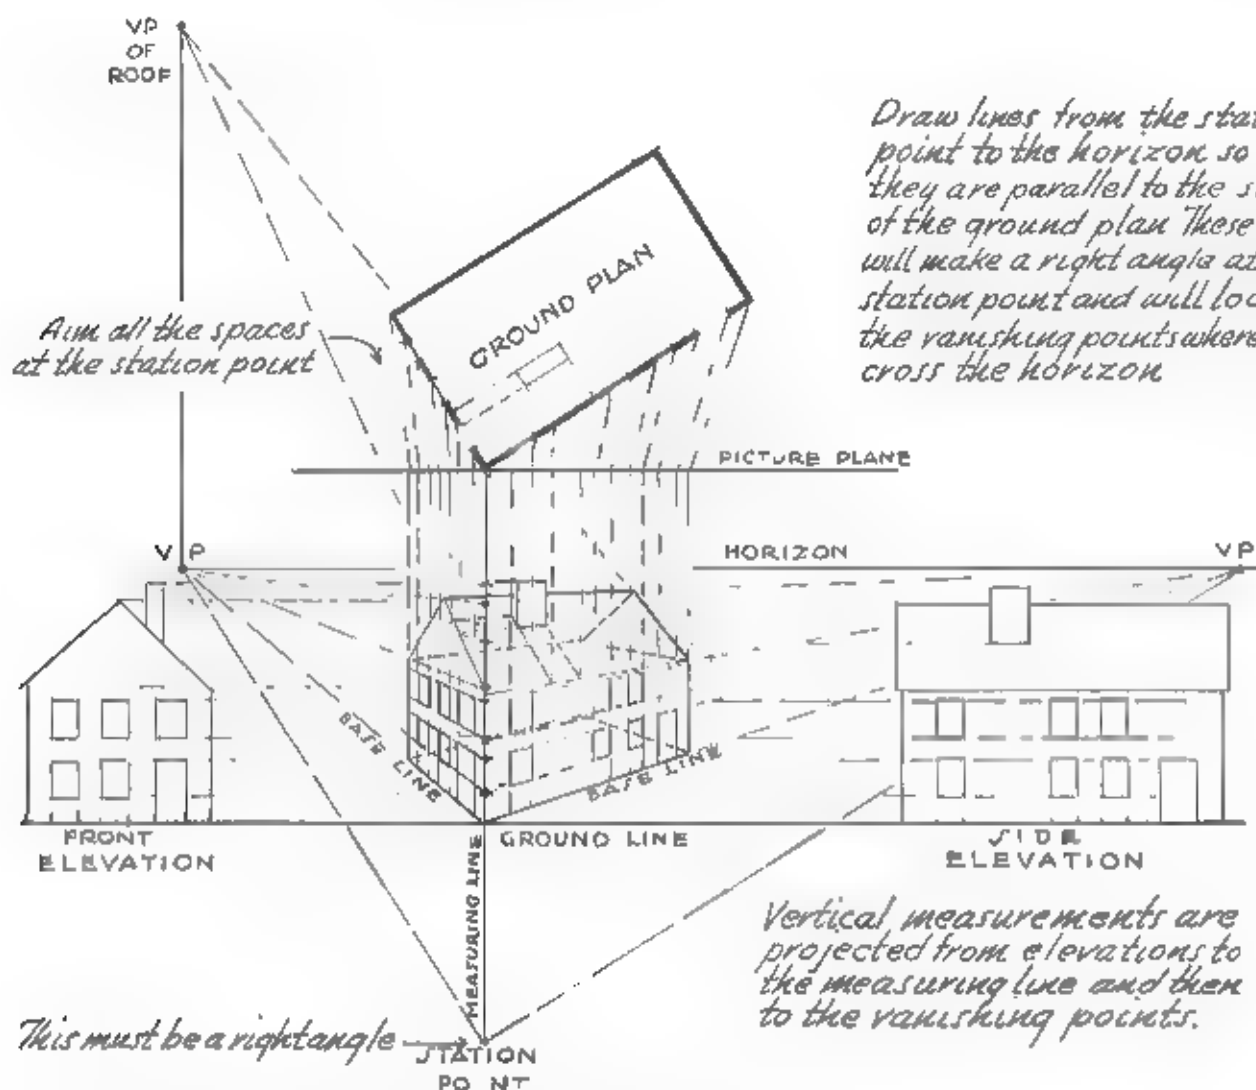 VP
OF
ROOF
Draw lines from the
point to the horizon so
they are parallel to the
of the ground plan These
will make a right angle
station point and will
the vanishing points where
cross the horizon
GROUND PLAN
Aim all the spaces
at the station point
PICTURE PLANE
VP
HORIZON
VP
BASE LINE
BASE LINE
FRONT
ELEVATION
GROUND LINE
SIDE
ELEVATION
MEASURING LINE
Vertical measurements are
projected from elevations to
the measuring line and then
to the vanishing points.
This must be a right angle
STATION
POINT